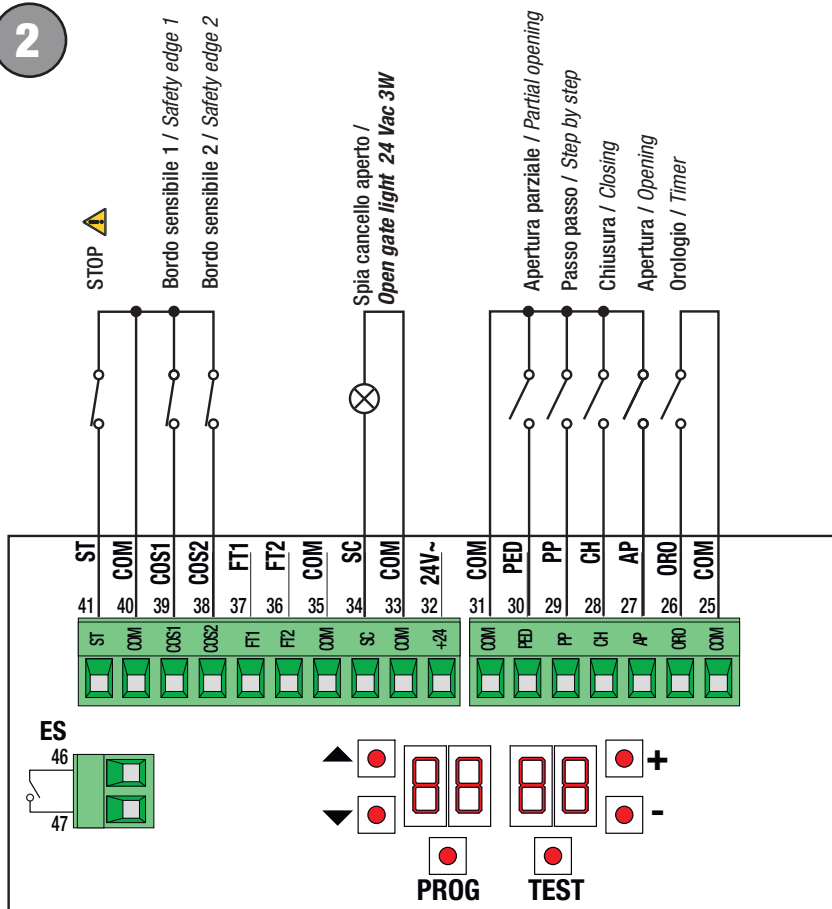 2
STOP
Bordo sensibile 1 / Safety edge 1
Bordo sensibile 2 / Safety edge 2
Spia cancello aperto /
Open gate light 24 Vac 3W
Apertura parziale / Partial opening
Passo passo / Step by step
Chiusura / Closing
Apertura / Opening
Orologio / Timer
ST COM COS1 COS2 FT1 FT2 COM SC COM 24V~ COM PED PP CH AP ORO COM
41 40 39 38 37 36 35 34 33 32 31 30 29 28 27 26 25
ST COM COS1 COS2 FT1 FT2 COM SC COM +24 COM PED PP CH AP ORO COM
ES
46
47
88 88
+
-
PROG TEST